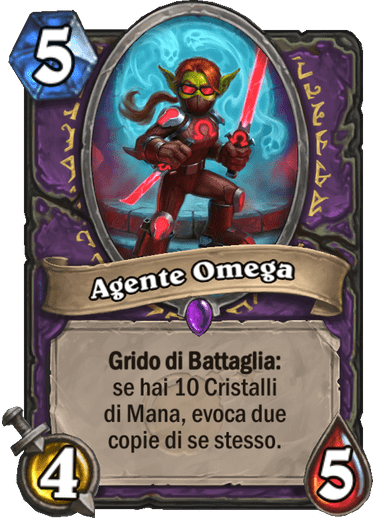 5
Agente Omega
Grido di Battaglia:
se hai 10 Cristalli
di Mana, evoca due
copie di se stesso.
4
5